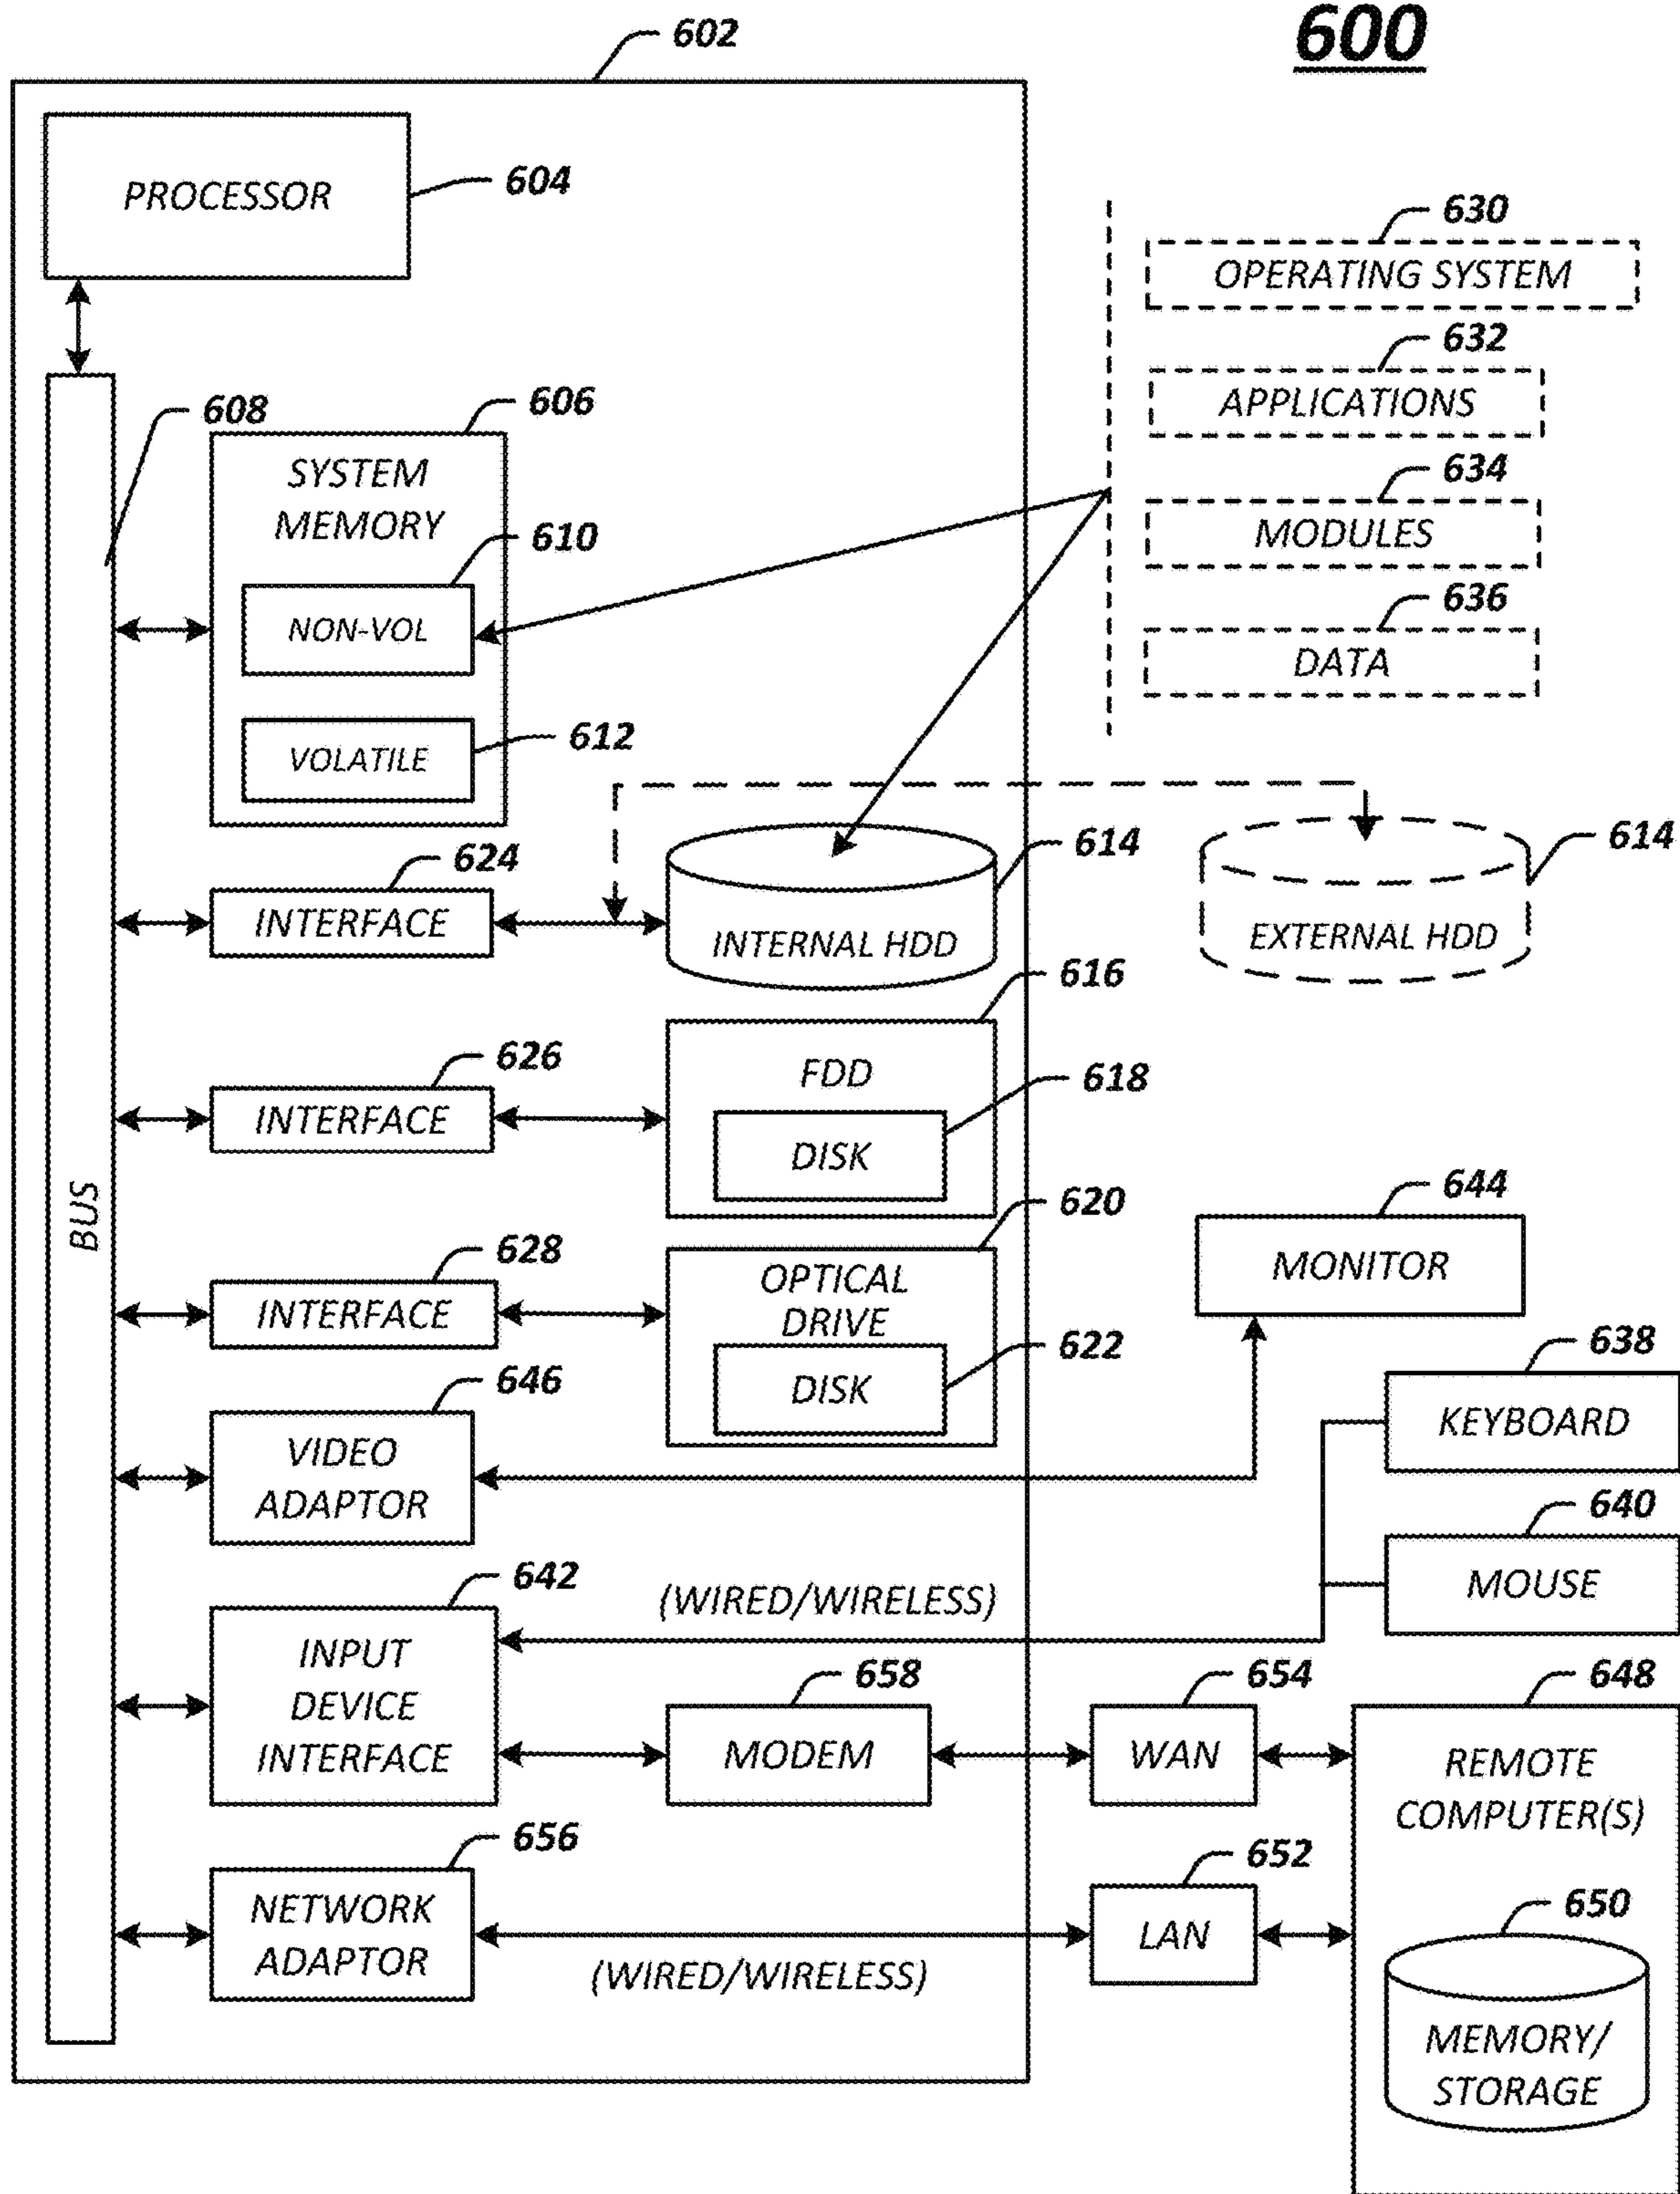 600
602
PROCESSOR
604
630
OPERATING SYSTEM
632
APPLICATIONS
634
MODULES
636
DATA
608
606
SYSTEM
MEMORY
610
NON-VOL
612
VOLATILE
624
INTERFACE
614
INTERNAL HDD
614
EXTERNAL HDD
616
626
INTERFACE
FDD
618
DISK
BUS
620
628
INTERFACE
OPTICAL
DRIVE
622
DISK
644
MONITOR
638
KEYBOARD
646
VIDEO
ADAPTOR
640
MOUSE
642
(WIRED/WIRELESS)
INPUT
DEVICE
INTERFACE
658
MODEM
654
WAN
648
REMOTE
COMPUTER(S)
656
NETWORK
ADAPTOR
(WIRED/WIRELESS)
652
LAN
650
MEMORY/
STORAGE